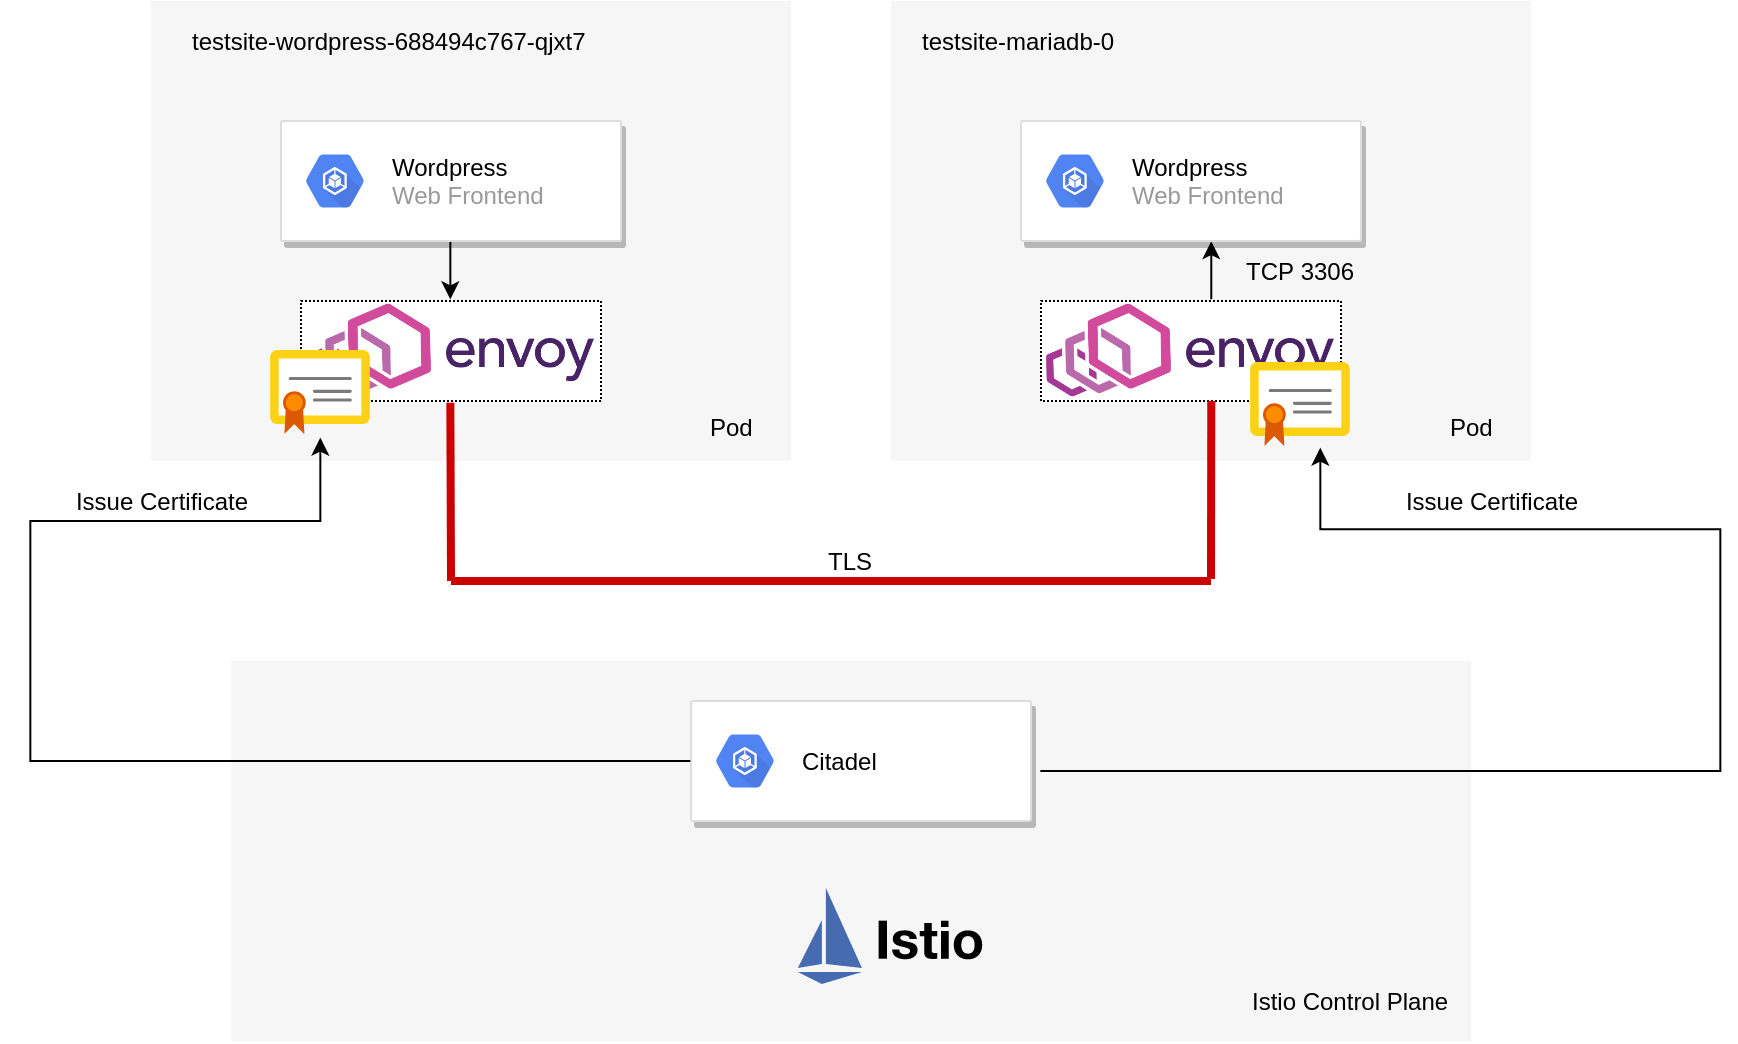 testsite-wordpress-688494c767-qjxt7
testsite-mariadb-0
Wordpress
Web Frontend
Wordpress
Web Frontend
TCP 3306
envoy
envoy
Pod
Pod
Issue Certificate
Issue Certificate
TLS
Citadel
Istio
Istio Control Plane